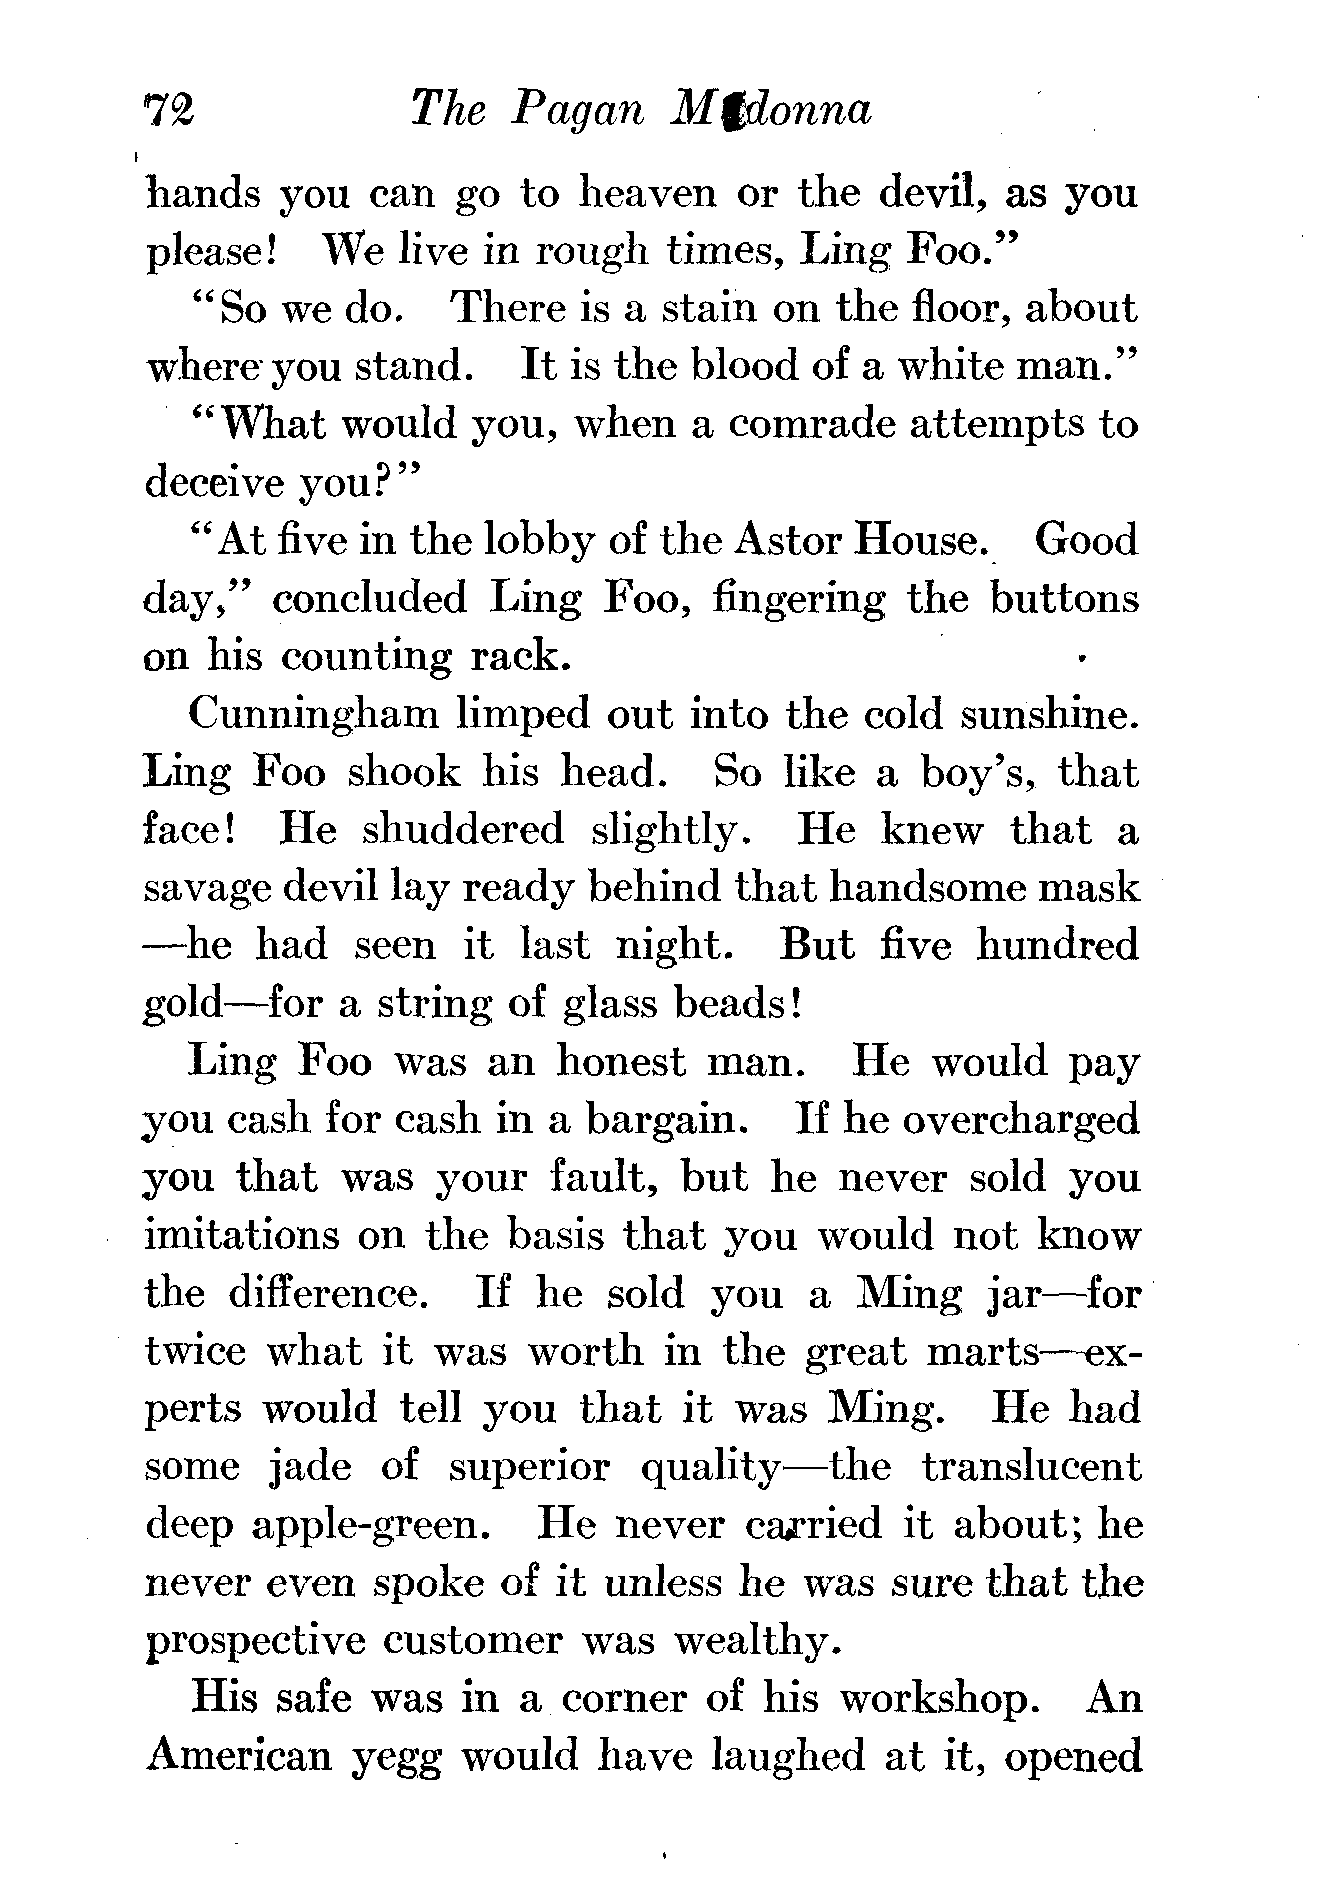 72 The Pagan Madonna
hands you can go to heaven or the devil, as you
please! We live in rough times, Ling Foo."
"So we do. There is a stain on the floor, about
where you stand. It is the blood of a white man."
"What would you, when a comrade attempts to
deceive you?"
"At five in the lobby of the Astor House. Good
day," concluded Ling Foo, fingering the buttons
on his counting rack.
Cunningham limped out into the cold sunshine.
Ling Foo shook his head. So like a boy's, that
face! He shuddered slightly. He knew that a
savage devil lay ready behind that handsome mask
—he had seen it last night. But five hundred
gold—for a string of glass beads!
Ling Foo was an honest man. He would pay
you cash for cash in a bargain. If he overcharged
you that was your fault, but he never sold you
imitations on the basis that you would not know
the difference. If he sold you a Ming jar—for
twice what it was worth in the great marts—ex-
perts would tell you that it was Ming. He had
some jade of superior quality—the translucent
deep apple-green. He never carried it about; he
never even spoke of it unless he was sure that the
prospective customer was wealthy.
His safe was in a corner of his workshop. An
American yegg would have laughed at it, opened